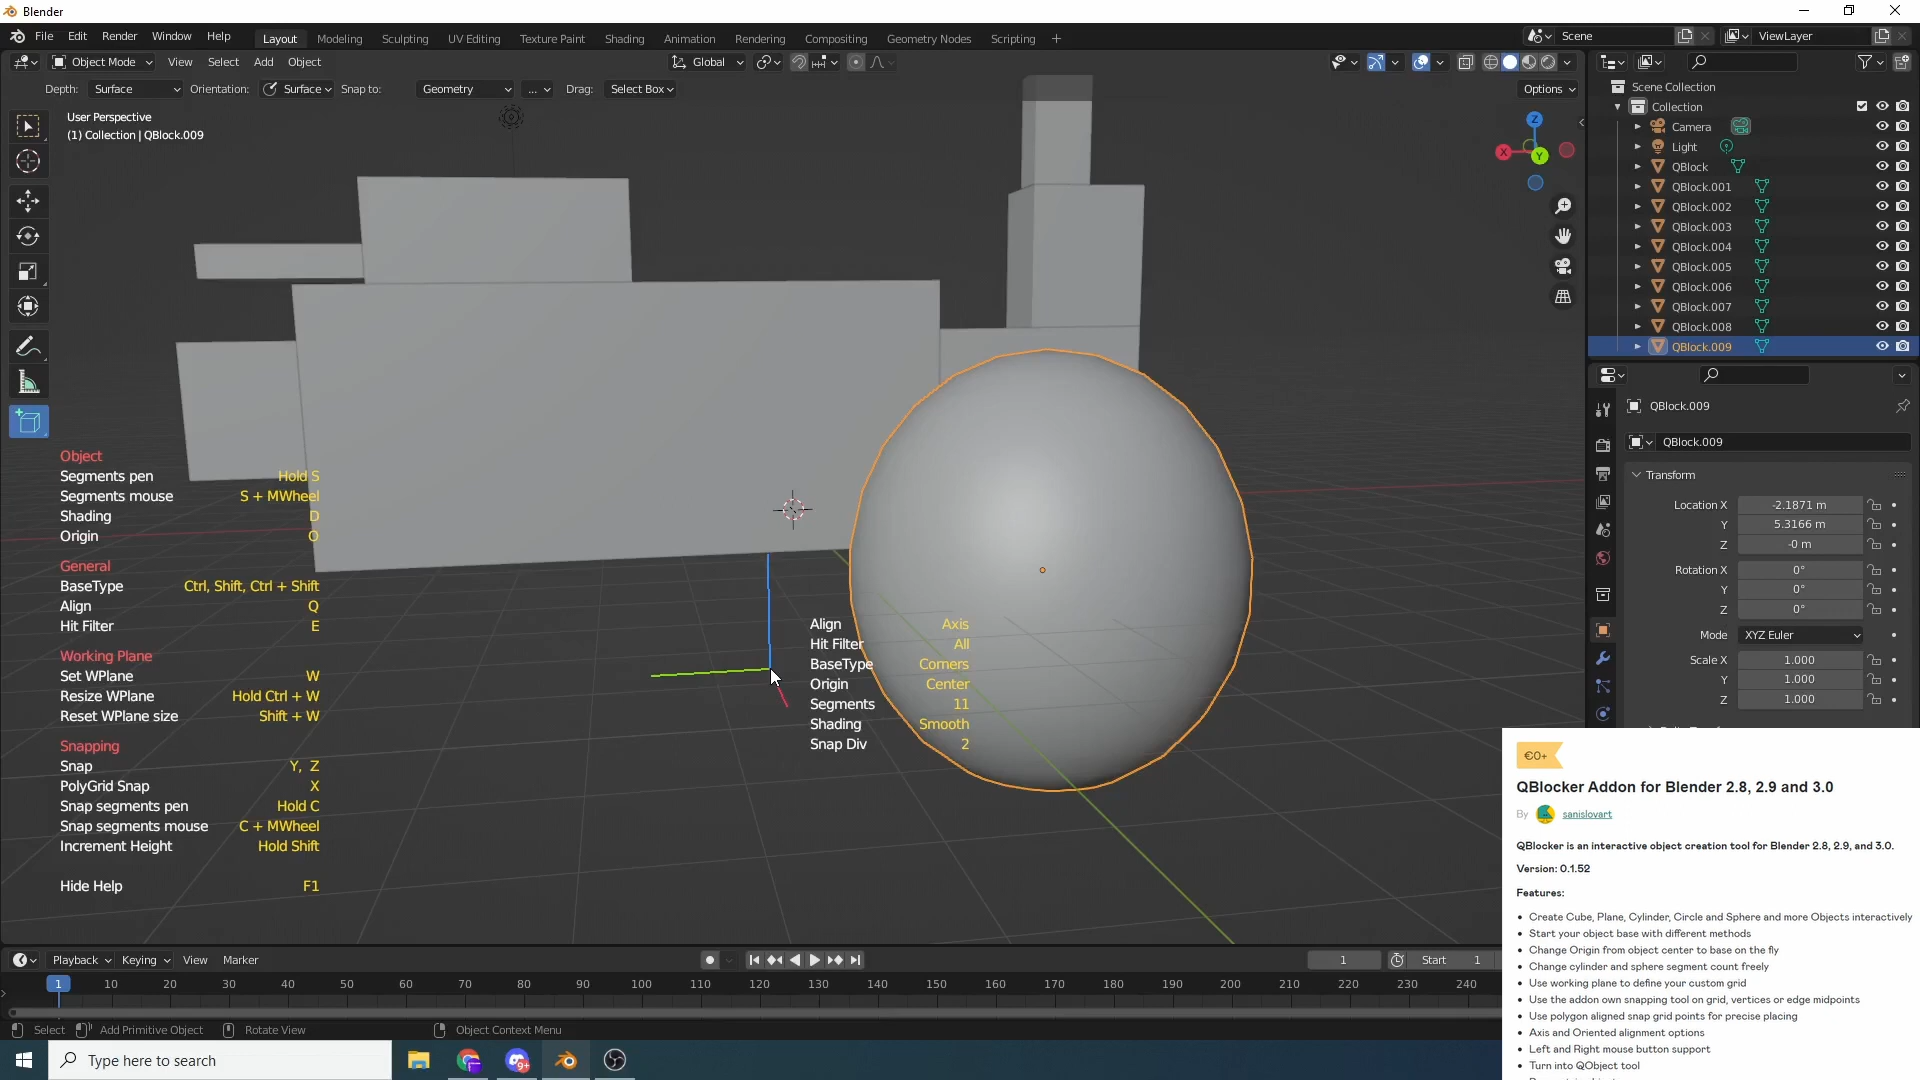 Blender
File Edit Render Window Help
Layout Modeling Sculpting UV Editing Texture Paint Shading Animation Rendering Compositing Geometry Nodes Scripting +
Scene
ViewLayer
Object Mode View Select Add Object
Global
Depth: Surface Orientation: Surface Snap to: Geometry ... Drag: Select Box
Options
User Perspective
(1) Collection | QBlock.009
Z
X
Y
Scene Collection
Collection
Camera
Light
QBlock
QBlock.001
QBlock.002
QBlock.003
QBlock.004
QBlock.005
QBlock.006
QBlock.007
QBlock.008
QBlock.009
QBlock.009
QBlock.009
Transform
Location X -2.1871 m
Y 5.3166 m
Z -0 m
Rotation X 0°
Y 0°
Z 0°
Mode XYZ Euler
Scale X 1.000
Y 1.000
Z 1.000
Object
Segments pen Hold S
Segments mouse S + MWheel
Shading D
Origin O
General
BaseType Ctrl, Shift, Ctrl + Shift
Align Q
Hit Filter E
Working Plane
Set WPlane W
Resize WPlane Hold Ctrl + W
Reset WPlane size Shift + W
Snapping
Snap Y, Z
PolyGrid Snap X
Snap segments pen Hold C
Snap segments mouse C + MWheel
Increment Height Hold Shift
Hide Help F1
Align Axis
Hit Filter All
BaseType Corners
Origin Center
Segments 11
Shading Smooth
Snap Div 2
€0+
QBlocker Addon for Blender 2.8, 2.9 and 3.0
By sanislovart
QBlocker is an interactive object creation tool for Blender 2.8, 2.9, and 3.0.
Version: 0.1.52
Features:
• Create Cube, Plane, Cylinder, Circle and Sphere and more Objects interactively
• Start your object base with different methods
• Change Origin from object center to base on the fly
• Change cylinder and sphere segment count freely
• Use working plane to define your custom grid
• Use the addon own snapping tool on grid, vertices or edge midpoints
• Use polygon aligned snap grid points for precise placing
• Axis and Oriented alignment options
• Left and Right mouse button support
• Turn into QObject tool
Playback Keying View Marker
1
Start 1
1 10 20 30 40 50 60 70 80 90 100 110 120 130 140 150 160 170 180 190 200 210 220 230 240
Select Add Primitive Object Rotate View Object Context Menu
Type here to search
9+